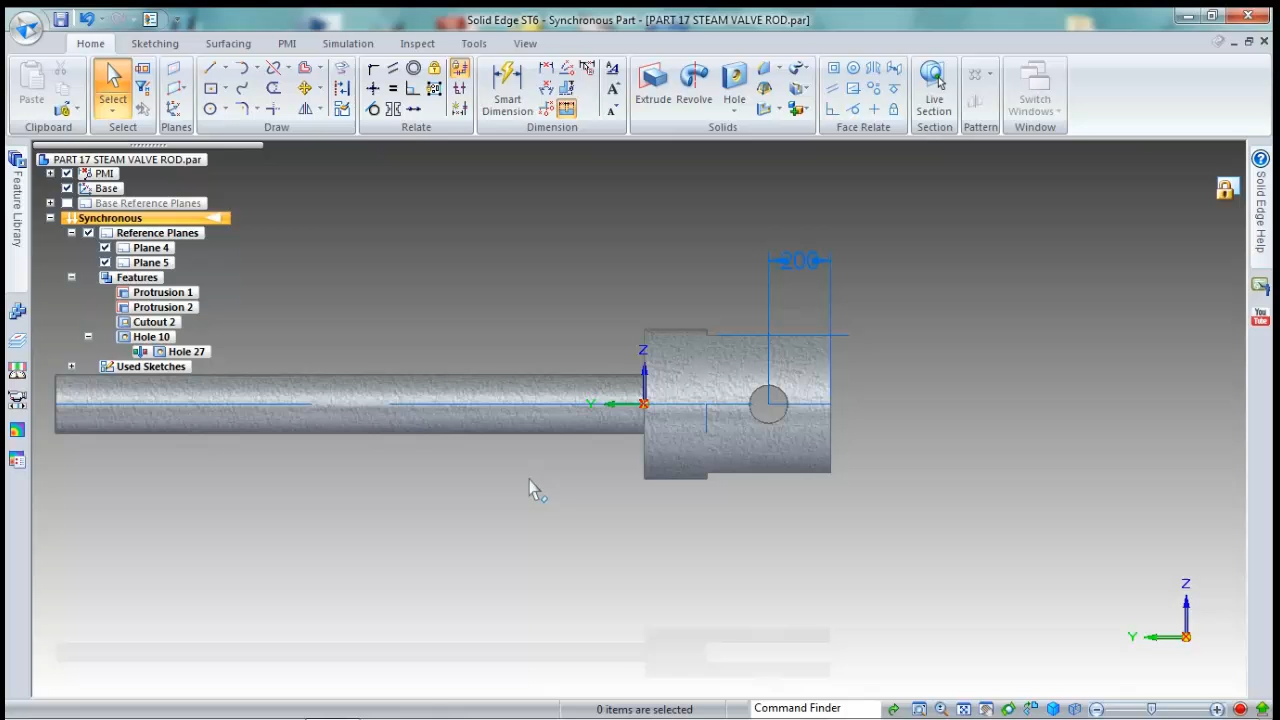 Solid Edge ST6 - Synchronous Part - [PART 17 STEAM VALVE ROD.par]
Home Sketching Surfacing PMI Simulation Inspect Tools View
Paste Select Smart Dimension Extrude Revolve Hole Live Section Switch Windows
Clipboard Select Planes Draw Relate Dimension Solids Face Relate Section Pattern Window
PART 17 STEAM VALVE ROD.par
PMI
Base
Base Reference Planes
Synchronous
Reference Planes
Plane 4
Plane 5
Features
Protrusion 1
Protrusion 2
Cutout 2
Hole 10
Hole 27
Used Sketches
Feature Library
Solid Edge Help
You Tube
.200
Z
Y
Z
Y
0 items are selected Command Finder